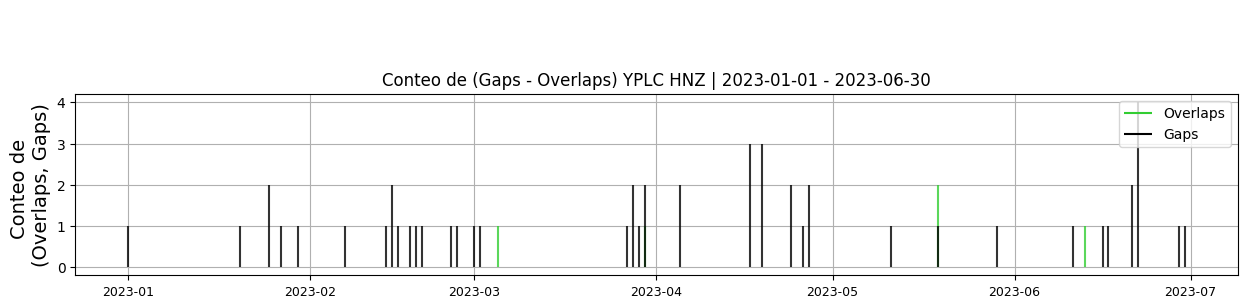 Conteo de (Gaps - Overlaps) YPLC HNZ | 2023-01-01 - 2023-06-30
Conteo de
(Overlaps, Gaps)
4
3
2
1
0
Overlaps
Gaps
2023-01
2023-02
2023-03
2023-04
2023-05
2023-06
2023-07